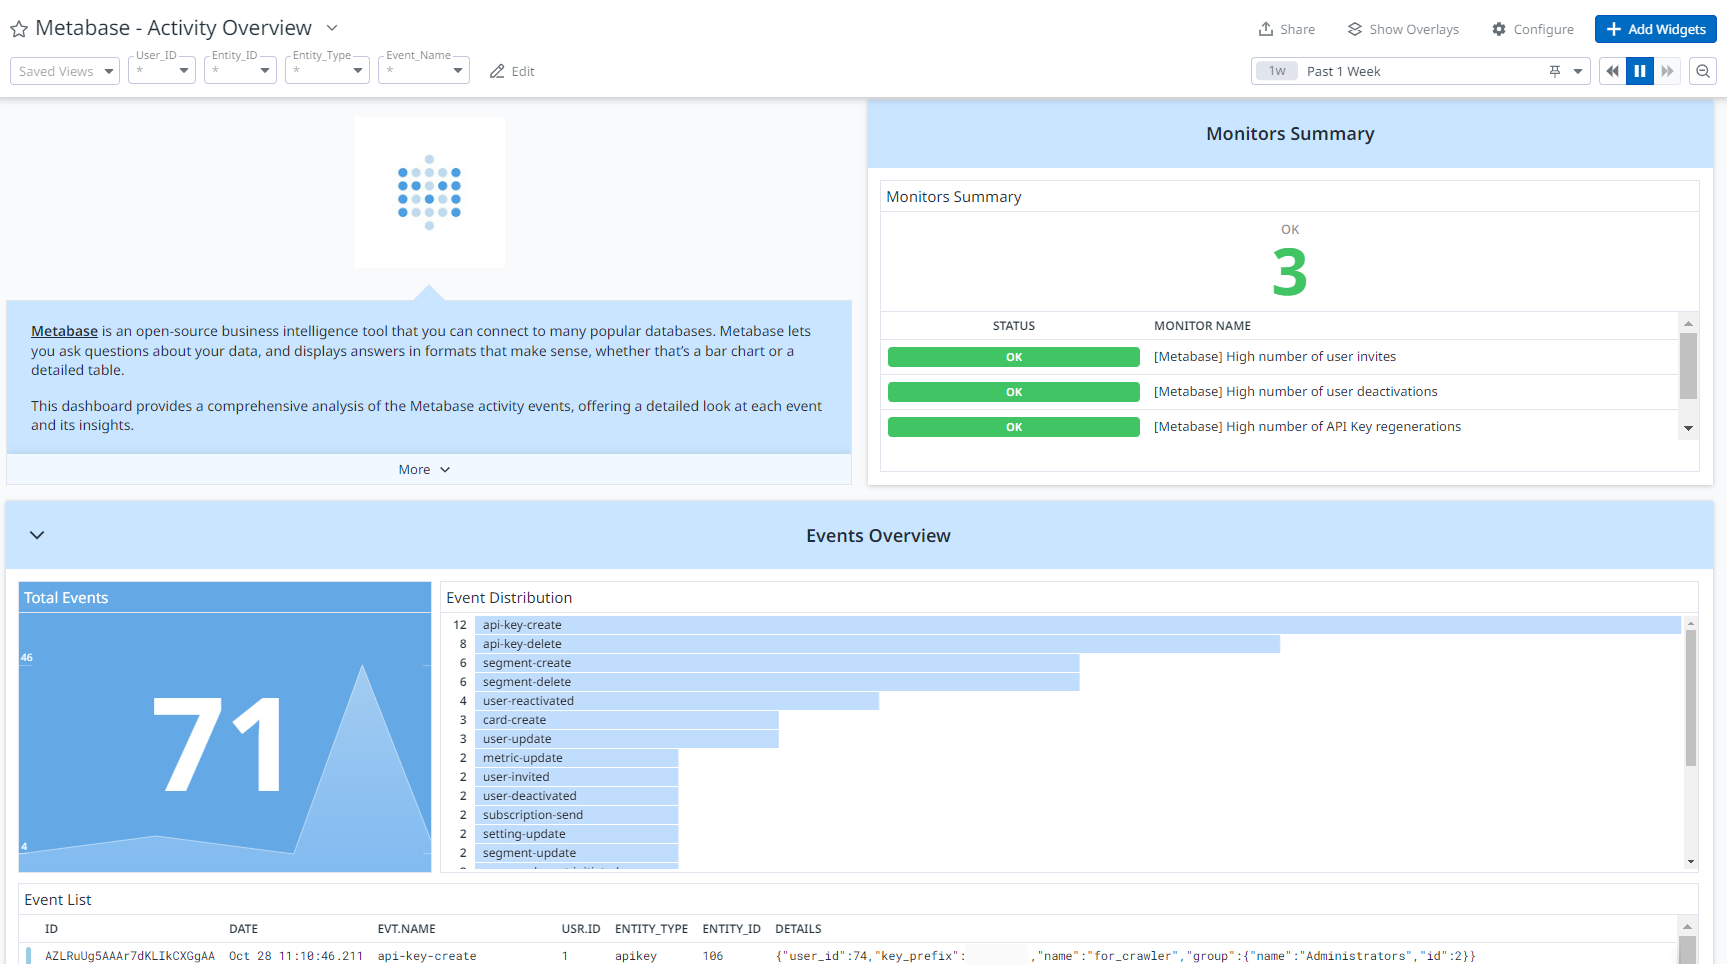 Metabase - Activity Overview
Share
Show Overlays
Configure
+ Add Widgets
Saved Views
User_ID
*
Entity_ID
*
Entity_Type
*
Event_Name
*
Edit
1w
Past 1 Week
Metabase is an open-source business intelligence tool that you can connect to many popular databases. Metabase lets
you ask questions about your data, and displays answers in formats that make sense, whether that's a bar chart or a
detailed table.
This dashboard provides a comprehensive analysis of the Metabase activity events, offering a detailed look at each event
and its insights.
More
Monitors Summary
Monitors Summary
OK
3
STATUS MONITOR NAME
OK [Metabase] High number of user invites
OK [Metabase] High number of user deactivations
OK [Metabase] High number of API Key regenerations
Events Overview
Total Events
46
71
4
Event Distribution
12 api-key-create
8 api-key-delete
6 segment-create
6 segment-delete
4 user-reactivated
3 card-create
3 user-update
2 metric-update
2 user-invited
2 user-deactivated
2 subscription-send
2 setting-update
2 segment-update
Event List
ID DATE EVT.NAME USR.ID ENTITY_TYPE ENTITY_ID DETAILS
AZLRuUg5AAAr7dKLIkCXGgAA Oct 28 11:10:46.211 api-key-create 1 apikey 106 {"user_id":74,"key_prefix": ,"name":"for_crawler","group":{"name":"Administrators","id":2}}